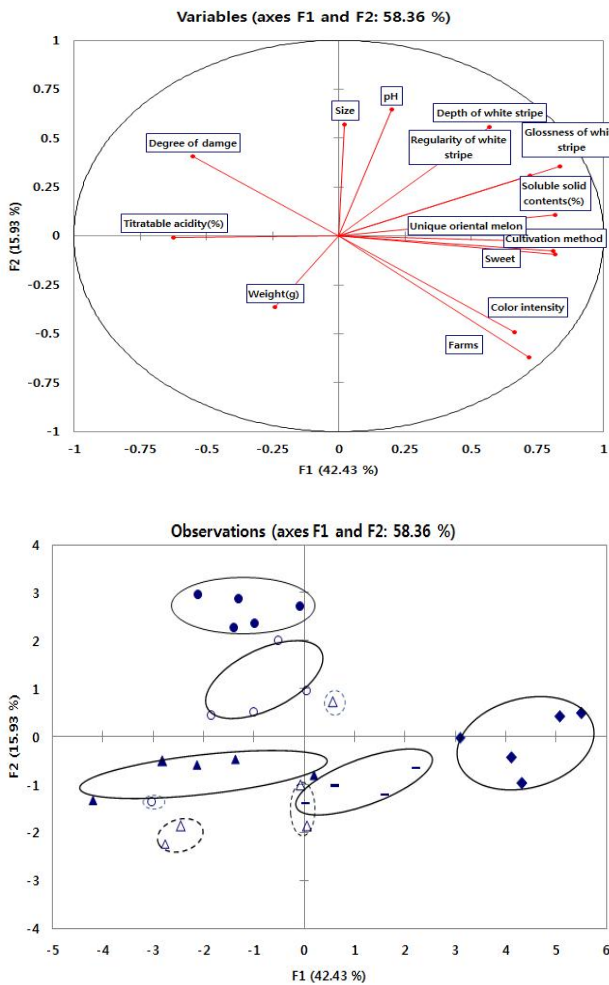 Variables (axes F1 and F2: 58.36 %)
1
0.75
0.5
0.25
0
-0.25
-0.5
-0.75
-1
F2 (15.93 %)
Size
pH
Depth of white stripe
Regularity of white
stripe
Glossness of whit
stripe
Degree of damge
Soluble solid
contents(%)
Titratable acidity(%)
Unique oriental melon
Cultivation method
Sweet
Weight(g)
Color intensity
Farms
-1 -0.75 -0.5 -0.25 0 0.25 0.5 0.75 1
F1 (42.43 %)
Observations (axes F1 and F2: 58.36 %)
4
3
2
1
0
-1
-2
-3
-4
F2 (15.93 %)
-5 -4 -3 -2 -1 0 1 2 3 4 5 6
F1 (42.43 %)